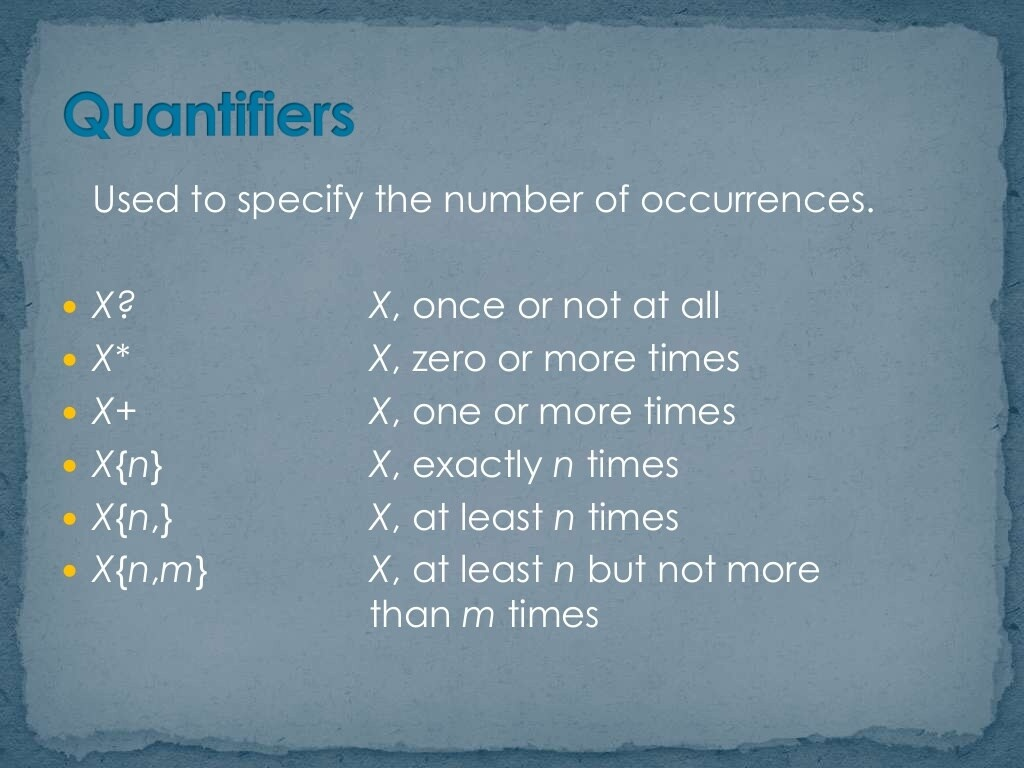 Quantifiers
Used to specify the number of occurrences.
• X? X, once or not at all
• X* X, zero or more times
• X+ X, one or more times
• X{n} X, exactly n times
• X{n,} X, at least n times
• X{n,m} X, at least n but not more
than m times